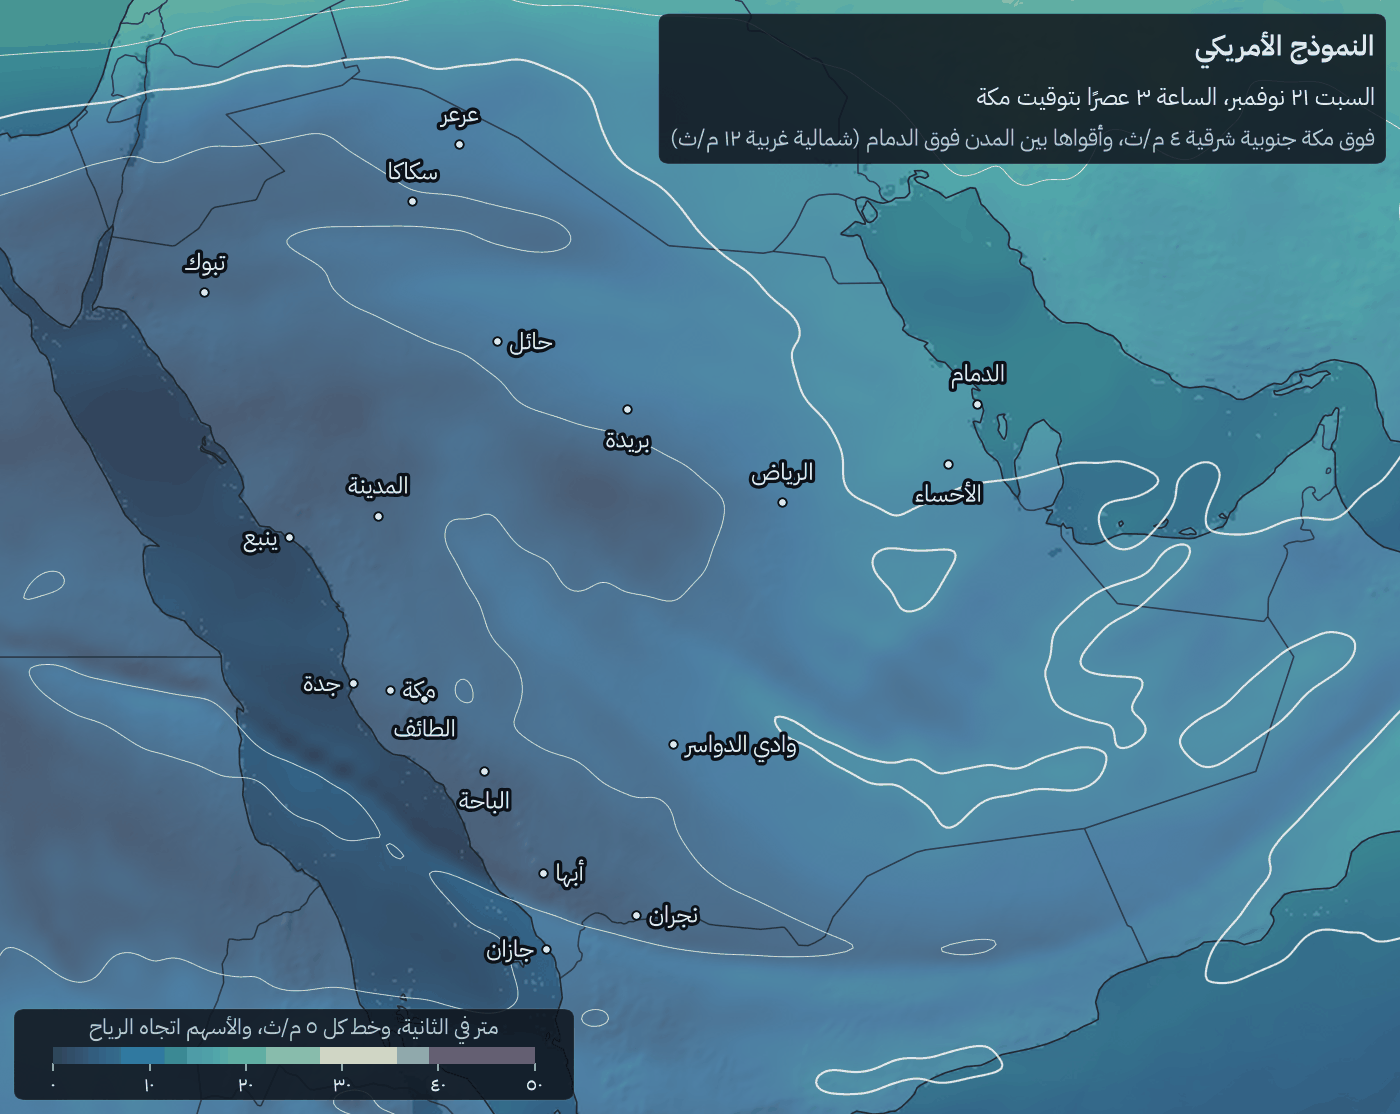 النموذج الأمريكي
السبت ٢١ نوفمبر، الساعة ٣ عصرًا بتوقيت مكة
فوق مكة جنوبية شرقية ٤ م/ث، وأقواها بين المدن فوق الدمام (شمالية غربية ١٢ م/ث)
عرعر
سكاكا
تبوك
حائل
الدمام
بريدة
الرياض
المدينة
الأحساء
ينبع
جدة
مكة
الطائف
وادي الدواسر
الباحة
أبها
نجران
جازان
متر في الثانية، وخط كل ٥ م/ث، والأسهم اتجاه الرياح
٠ ١٠ ٢٠ ٣٠ ٤٠ ٥٠